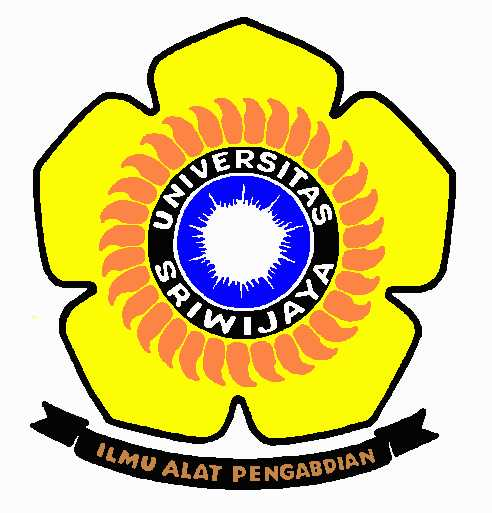 UNIVERSITAS
SRIWIJAYA
ILMU ALAT PENGABDIAN